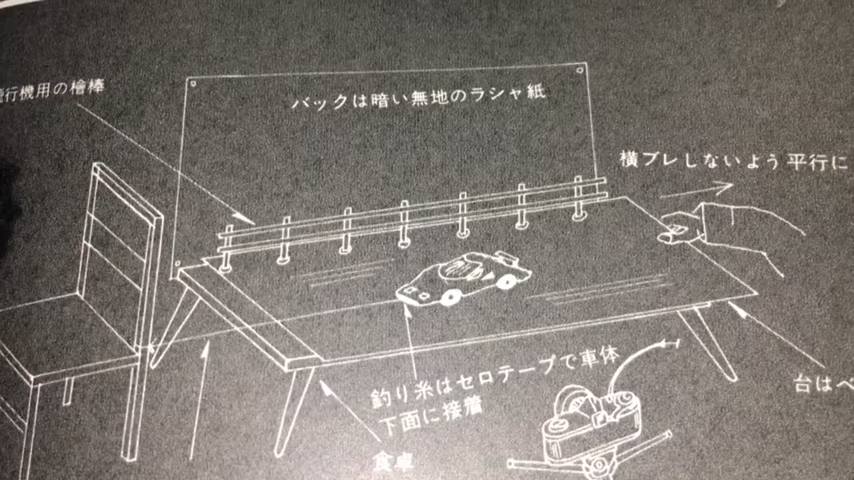 行機用の檜棒
バックは暗い無地のラシャ紙
横ブレしないよう平行に
釣り糸はセロテープで車体
下面に接着
食卓
台はベ